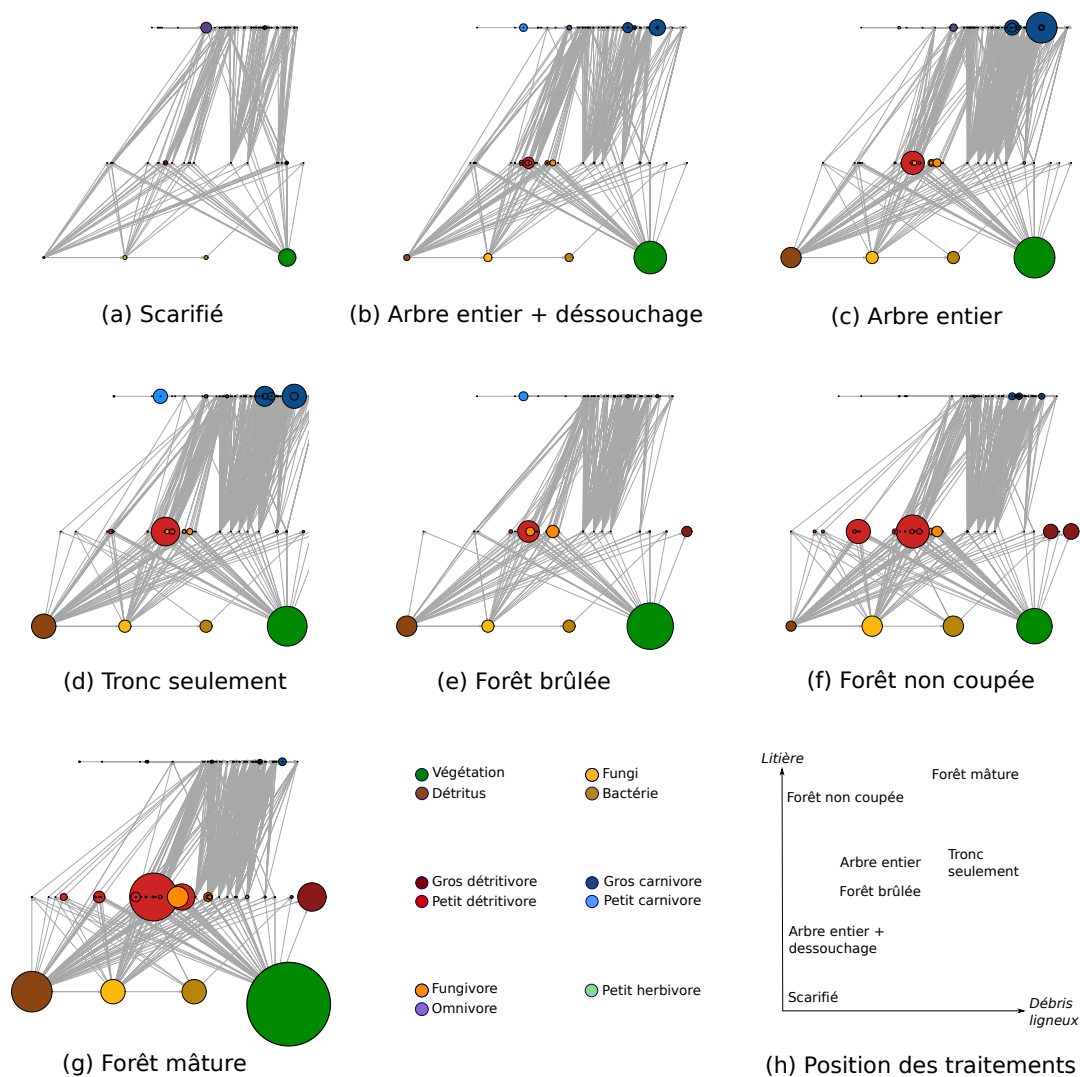 (a) Scarifié
(b) Arbre entier + déssouchage
(c) Arbre entier
(d) Tronc seulement
(e) Forêt brûlée
(f) Forêt non coupée
Végétation
Détritus
Fungi
Bactérie
Gros détritivore
Petit détritivore
Gros carnivore
Petit carnivore
Fungivore
Omnivore
Petit herbivore
Litière
Forêt mâture
Forêt non coupée
Arbre entier
Tronc
seulement
Forêt brûlée
Arbre entier +
dessouchage
Scarifié
Débris
ligneux
(g) Forêt mâture
(h) Position des traitements